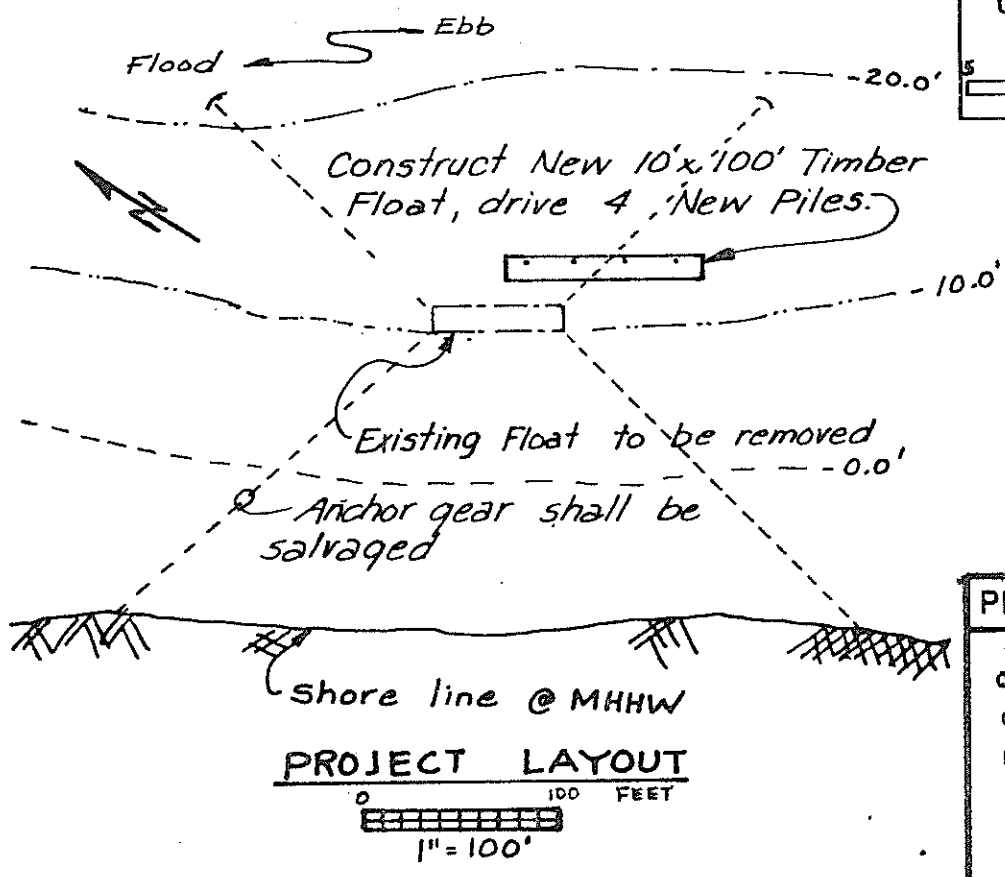 Ebb
Flood
-20.0'
Construct New 10'x 100' Timber
Float, drive 4 New Piles.
-10.0'
Existing Float to be removed
-0.0'
Anchor gear shall be
salvaged
shore line @ MHHW
PROJECT LAYOUT
0 100 FEET
1" = 100'
N
S